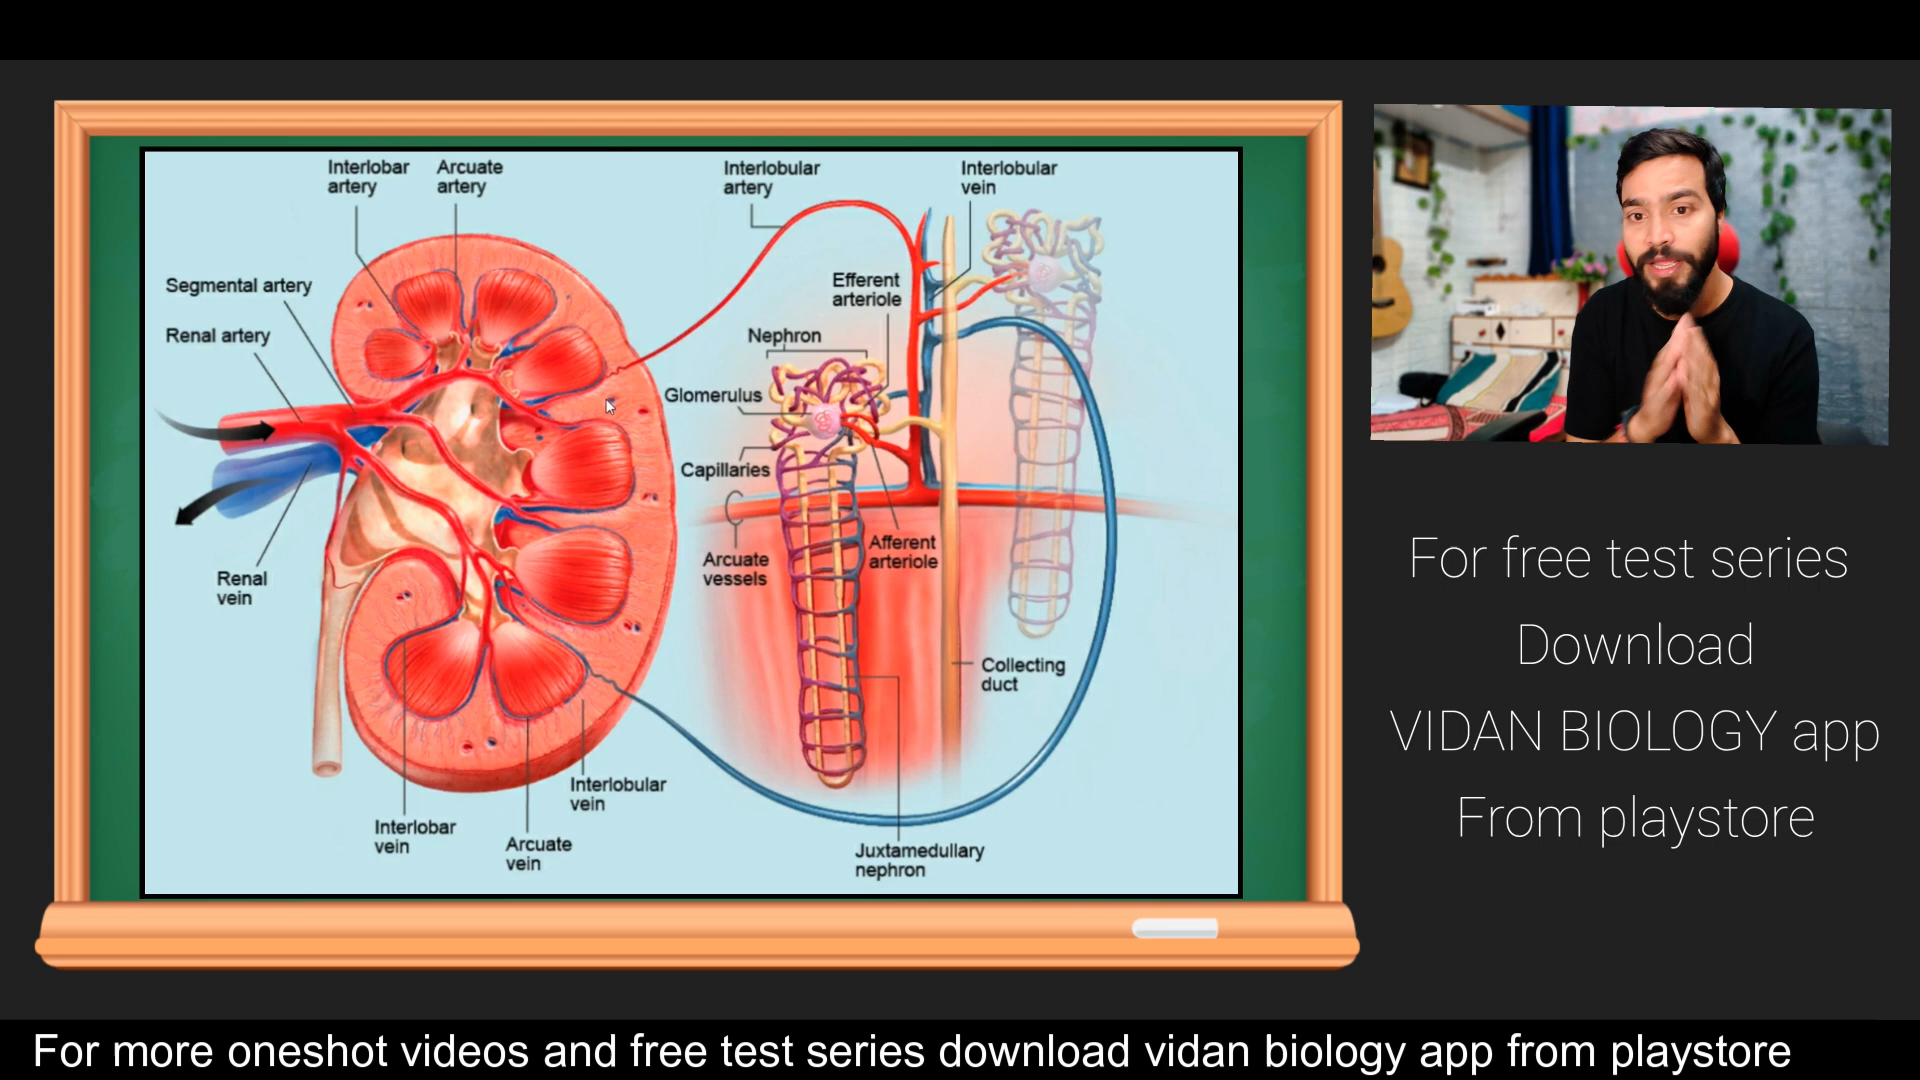 Interlobar
artery
Arcuate
artery
Interlobular
artery
Interlobular
vein
Segmental artery
Efferent
arteriole
Renal artery
Nephron
Glomerulus
Capillaries
Arcuate
vessels
Afferent
arteriole
Renal
vein
Collecting
duct
Interlobular
vein
Interlobar
vein
Arcuate
vein
Juxtamedullary
nephron
For free test series
Download
VIDAN BIOLOGY app
From playstore
For more oneshot videos and free test series download vidan biology app from playstore